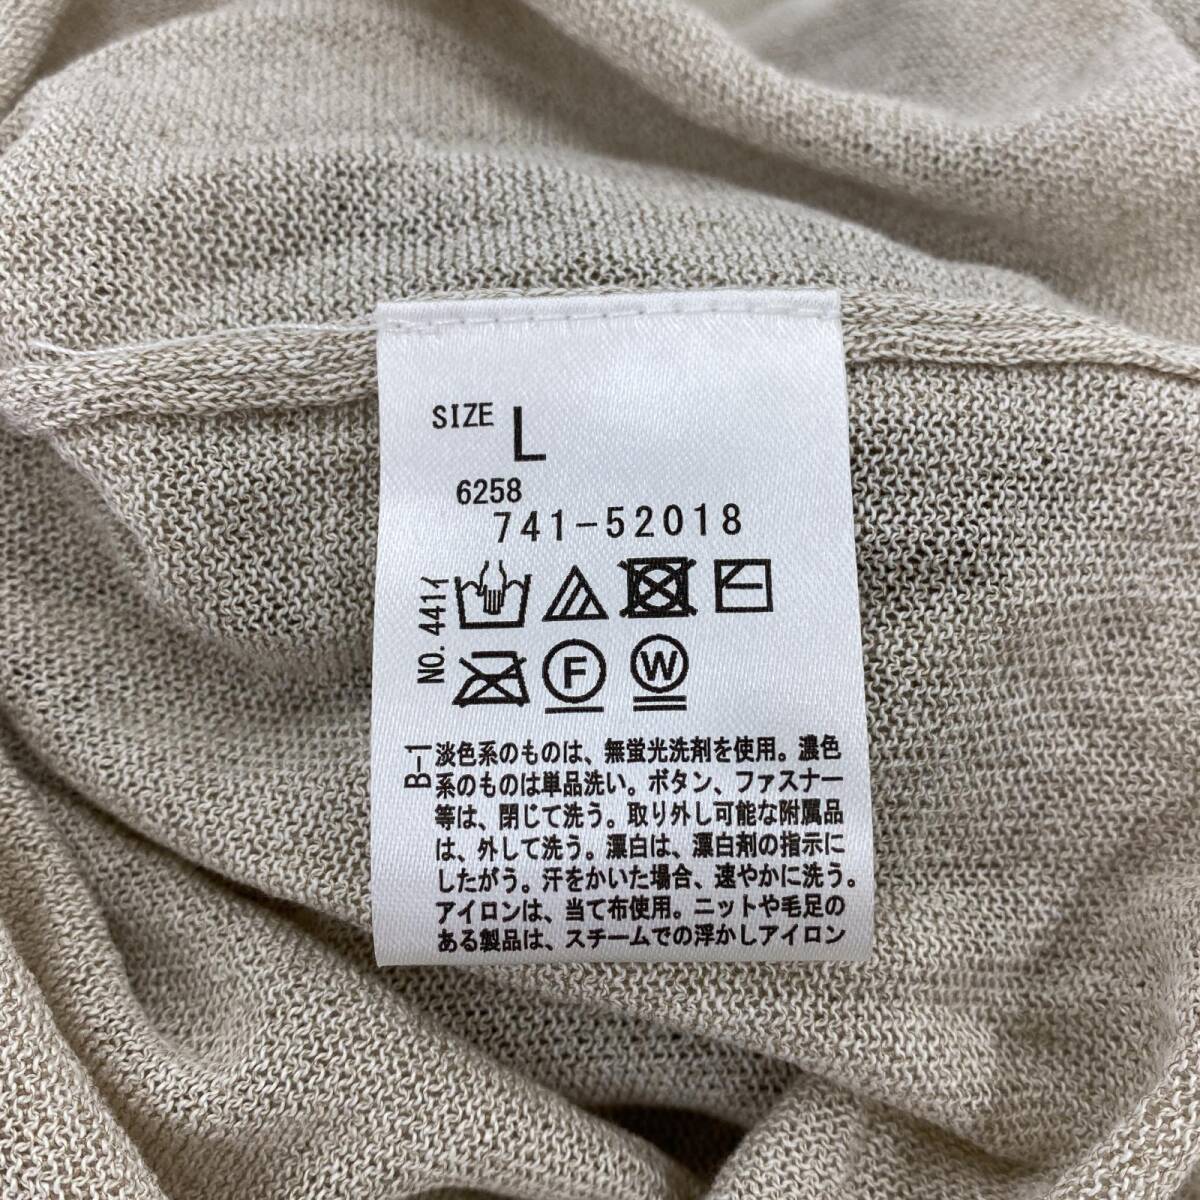 SIZE L
6258
741-52018
NO. 441イ
F W
B-1
淡色系のものは、無蛍光洗剤を使用。濃色
系のものは単品洗い。ボタン、ファスナー
等は、閉じて洗う。取り外し可能な附属品
は、外して洗う。漂白は、漂白剤の指示に
したがう。汗をかいた場合、速やかに洗う。
アイロンは、当て布使用。ニットや毛足の
ある製品は、スチームでの浮かしアイロン